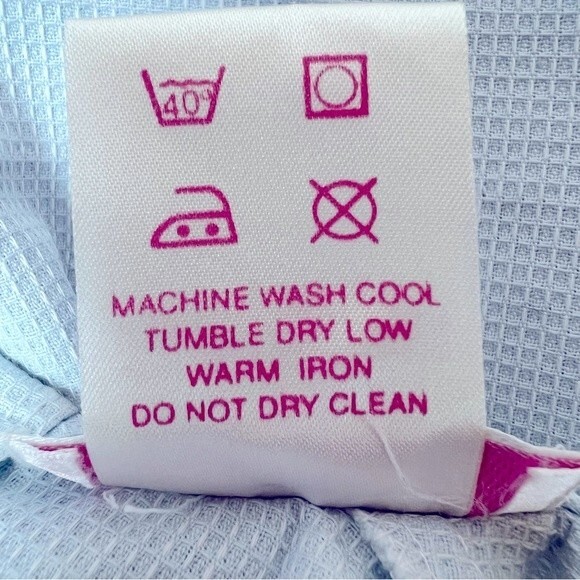 40°
MACHINE WASH COOL
TUMBLE DRY LOW
WARM IRON
DO NOT DRY CLEAN